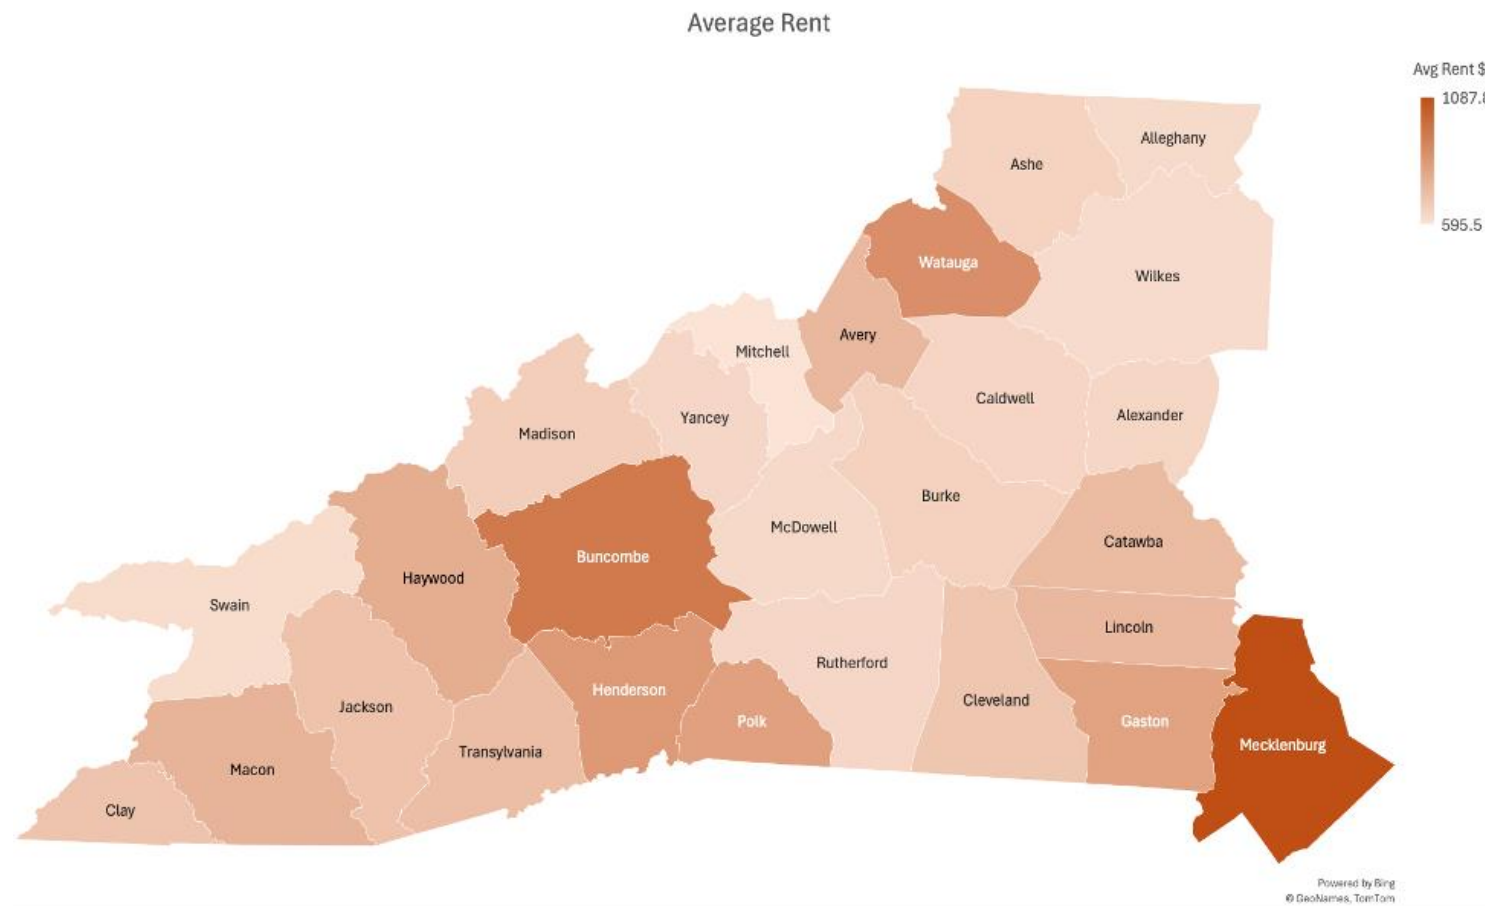 Average Rent
Avg Rent $
1087.8
595.5
Alleghany
Ashe
Watauga
Wilkes
Avery
Mitchell
Caldwell
Alexander
Yancey
Madison
Burke
McDowell
Catawba
Buncombe
Haywood
Swain
Lincoln
Rutherford
Henderson
Cleveland
Jackson
Polk
Gaston
Mecklenburg
Transylvania
Macon
Clay
Powered by Bing
© GeoNames, TomTom